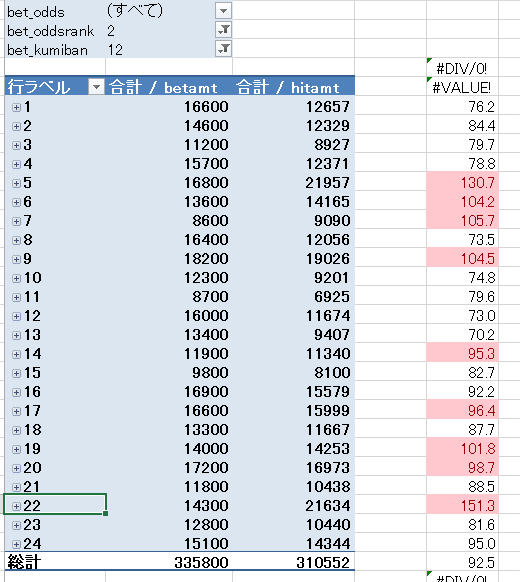 bet_odds (すべて)
bet_oddsrank 2
bet_kumiban 12
#DIV/0!
行ラベル 合計 / betamt 合計 / hitamt #VALUE!
1 16600 12657 76.2
2 14600 12329 84.4
3 11200 8927 79.7
4 15700 12371 78.8
5 16800 21957 130.7
6 13600 14165 104.2
7 8600 9090 105.7
8 16400 12056 73.5
9 18200 19026 104.5
10 12300 9201 74.8
11 8700 6925 79.6
12 16000 11674 73.0
13 13400 9407 70.2
14 11900 11340 95.3
15 9800 8100 82.7
16 16900 15579 92.2
17 16600 15999 96.4
18 13300 11667 87.7
19 14000 14253 101.8
20 17200 16973 98.7
21 11800 10438 88.5
22 14300 21634 151.3
23 12800 10440 81.6
24 15100 14344 95.0
総計 335800 310552 92.5
#DIV/0!